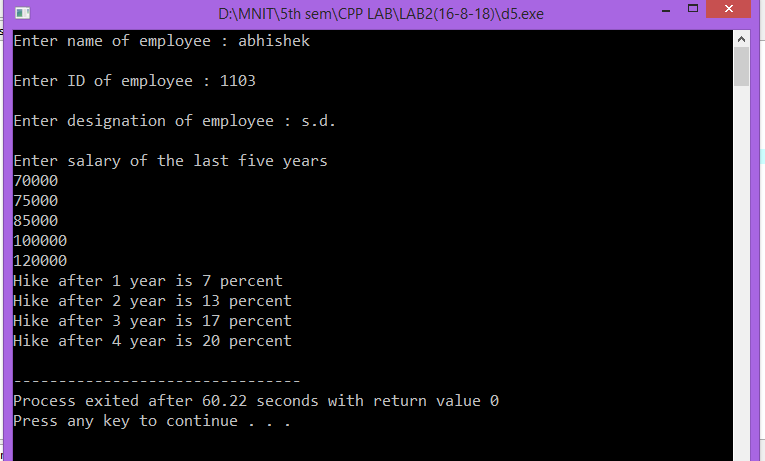 D:\MNIT\5th sem\CPP LAB\LAB2(16-8-18)\d5.exe
Enter name of employee : abhishek
Enter ID of employee : 1103
Enter designation of employee : s.d.
Enter salary of the last five years
70000
75000
85000
100000
120000
Hike after 1 year is 7 percent
Hike after 2 year is 13 percent
Hike after 3 year is 17 percent
Hike after 4 year is 20 percent
--------------------------------
Process exited after 60.22 seconds with return value 0
Press any key to continue . . .